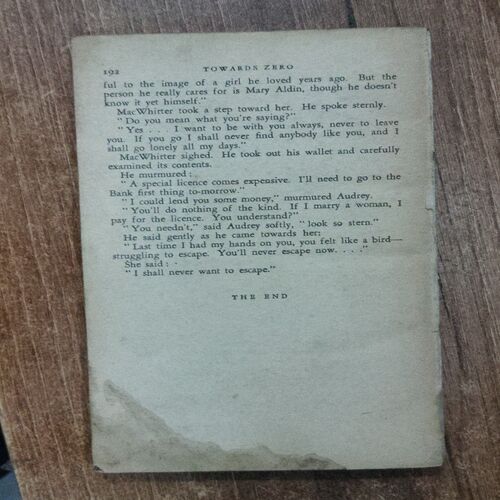 192 TOWARDS ZERO
ful to the image of a girl he loved years ago. But the
person he really cares for is Mary Aldin, though he doesn't
know it yet himself."
MacWhirter took a step toward her. He spoke sternly.
"Do you mean what you're saying?"
"Yes . . . I want to be with you always, never to leave
you. If you go I shall never find anybody like you, and I
shall go lonely all my days."
MacWhirter sighed. He took out his wallet and carefully
examined its contents.
He murmured:
"A special licence comes expensive. I'll need to go to the
Bank first thing to-morrow."
"I could lend you some money," murmured Audrey.
"You'll do nothing of the kind. If I marry a woman, I
pay for the licence. You understand?"
"You needn't," said Audrey softly, "look so stern."
He said gently as he came towards her:
"Last time I had my hands on you, you felt like a bird—
struggling to escape. You'll never escape now. . . ."
She said:
"I shall never want to escape."
THE END